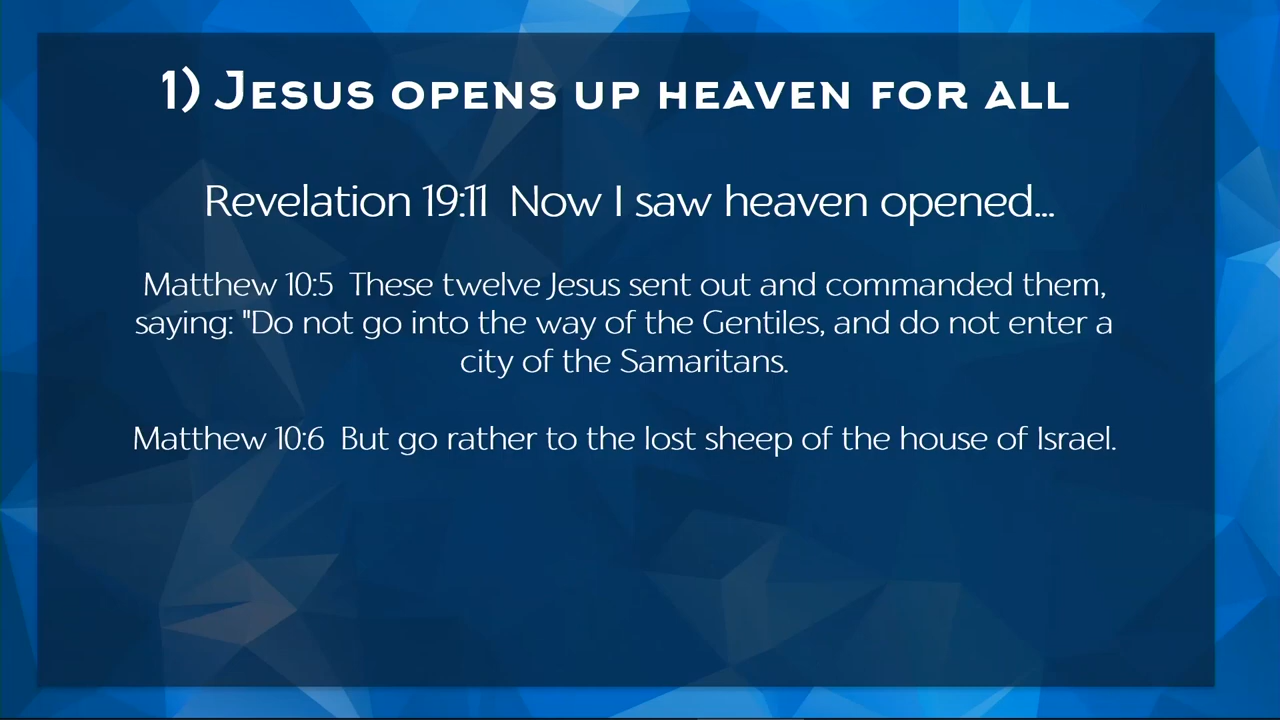 1) Jesus opens up heaven for all
Revelation 19:11  Now I saw heaven opened...
Matthew 10:5  These twelve Jesus sent out and commanded them,
saying: "Do not go into the way of the Gentiles, and do not enter a
city of the Samaritans.
Matthew 10:6  But go rather to the lost sheep of the house of Israel.